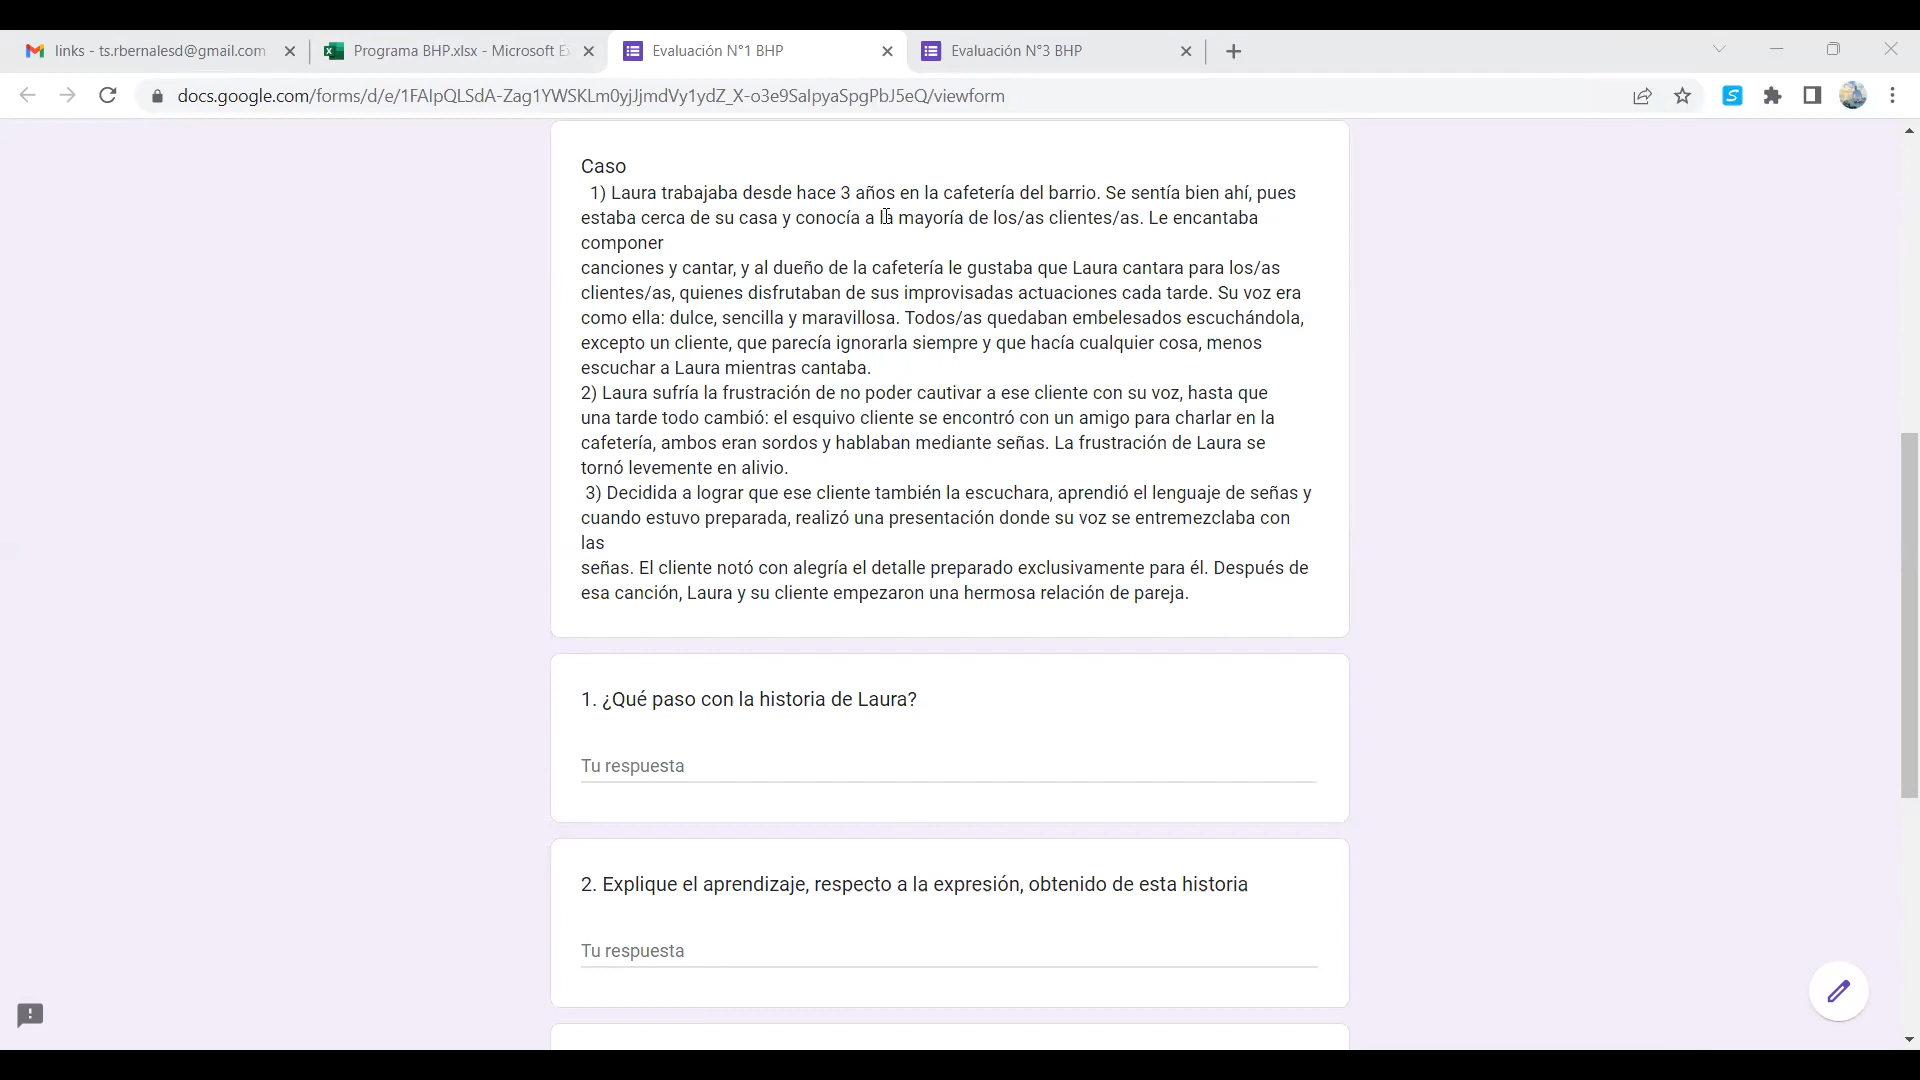 links - ts.rbernalesd@gmail.com
Programa BHP.xlsx - Microsoft E
Evaluación N°1 BHP
Evaluación N°3 BHP
docs.google.com/forms/d/e/1FAIpQLSdA-Zag1YWSKLm0yjJjmdVy1ydZ_X-o3e9SaIpyaSpgPbJ5eQ/viewform
S
Caso
1) Laura trabajaba desde hace 3 años en la cafetería del barrio. Se sentía bien ahí, pues
estaba cerca de su casa y conocía a la mayoría de los/as clientes/as. Le encantaba
componer
canciones y cantar, y al dueño de la cafetería le gustaba que Laura cantara para los/as
clientes/as, quienes disfrutaban de sus improvisadas actuaciones cada tarde. Su voz era
como ella: dulce, sencilla y maravillosa. Todos/as quedaban embelesados escuchándola,
excepto un cliente, que parecía ignorarla siempre y que hacía cualquier cosa, menos
escuchar a Laura mientras cantaba.
2) Laura sufría la frustración de no poder cautivar a ese cliente con su voz, hasta que
una tarde todo cambió: el esquivo cliente se encontró con un amigo para charlar en la
cafetería, ambos eran sordos y hablaban mediante señas. La frustración de Laura se
tornó levemente en alivio.
3) Decidida a lograr que ese cliente también la escuchara, aprendió el lenguaje de señas y
cuando estuvo preparada, realizó una presentación donde su voz se entremezclaba con
las
señas. El cliente notó con alegría el detalle preparado exclusivamente para él. Después de
esa canción, Laura y su cliente empezaron una hermosa relación de pareja.
1. ¿Qué paso con la historia de Laura?
Tu respuesta
2. Explique el aprendizaje, respecto a la expresión, obtenido de esta historia
Tu respuesta